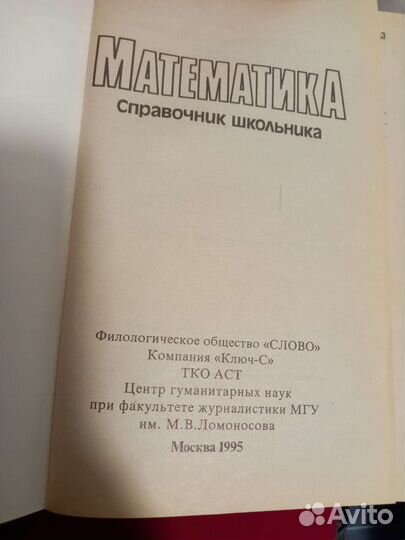 МАТЕМАТИКА
Справочник школьника
Филологическое общество «СЛОВО»
Компания «Ключ-С»
ТКО АСТ
Центр гуманитарных наук
при факультете журналистики МГУ
им. М.В.Ломоносова
Москва 1995
3
Avito